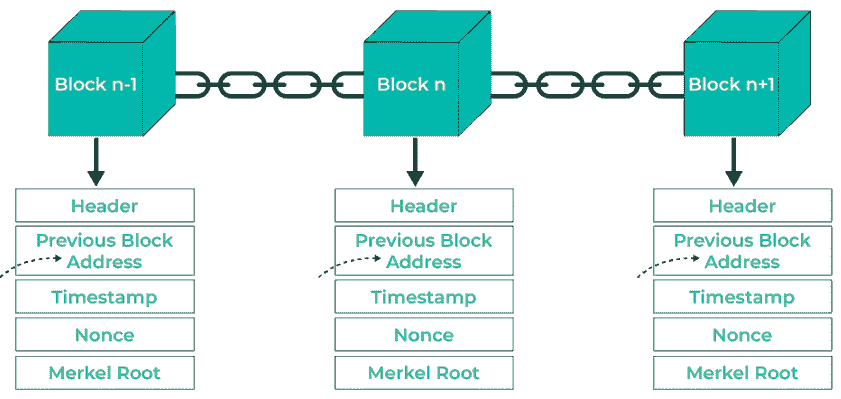 Block n-1
Block n
Block n+1
Header
Header
Header
Previous Block
Address
Previous Block
Address
Previous Block
Address
Timestamp
Timestamp
Timestamp
Nonce
Nonce
Nonce
Merkel Root
Merkel Root
Merkel Root